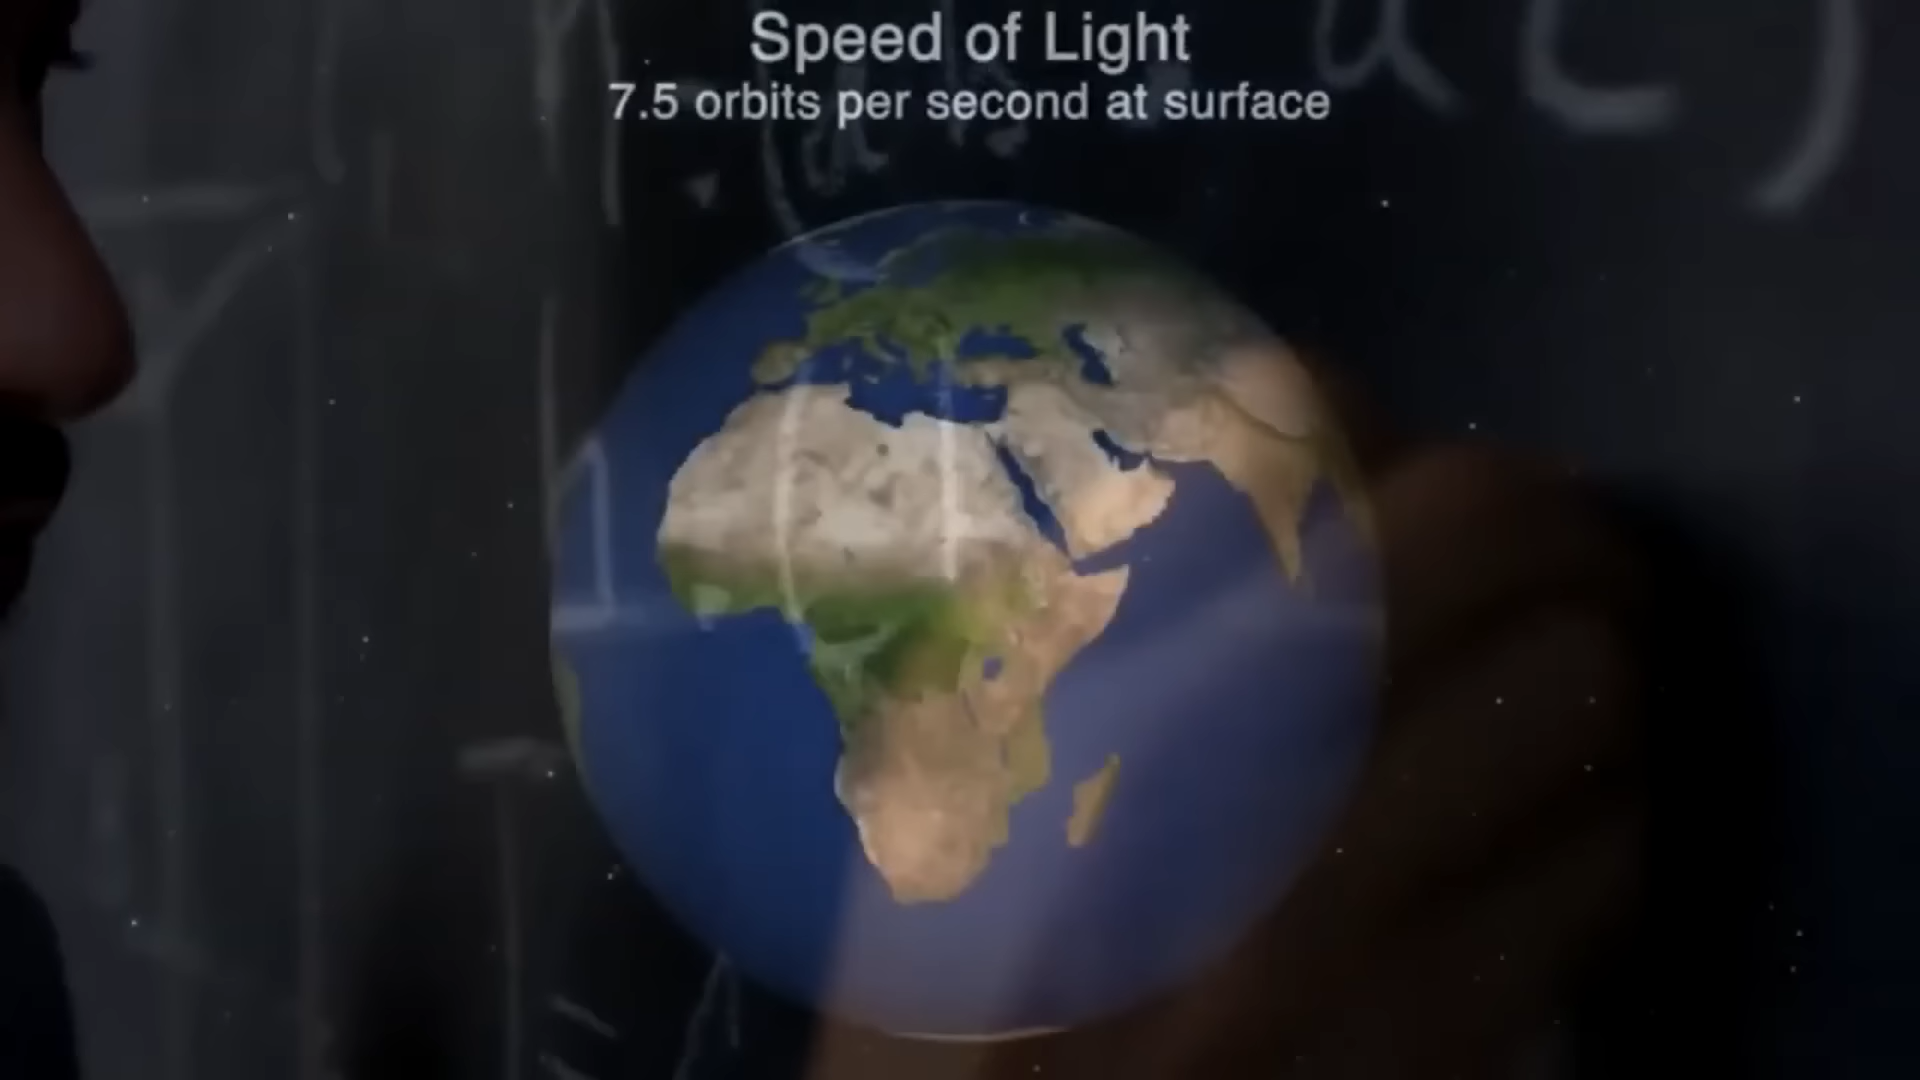 Speed of Light
7.5 orbits per second at surface